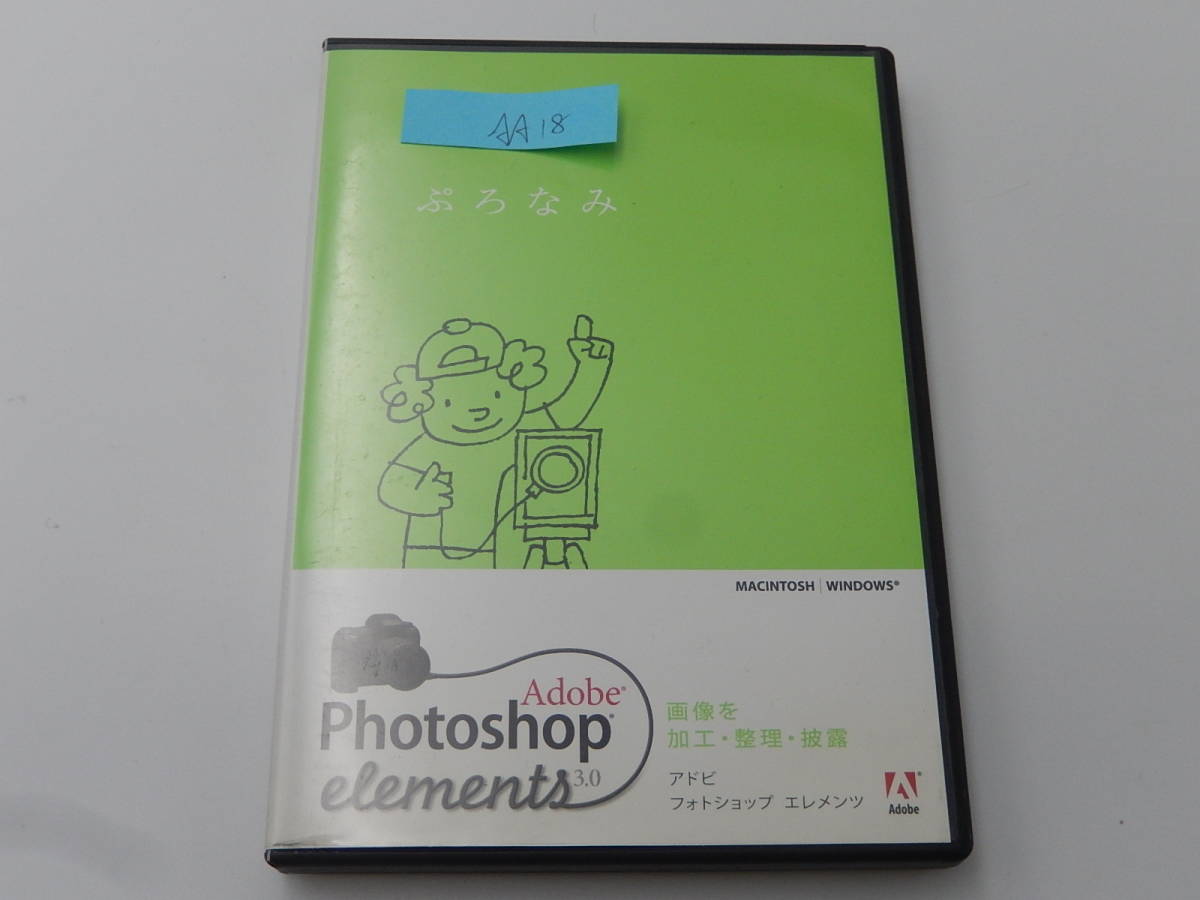 AA18
ぷろなみ
MACINTOSH | WINDOWS®
Adobe®
Photoshop®
elements 3.0
画像を
加工・整理・披露
アドビ
フォトショップ エレメンツ
Adobe